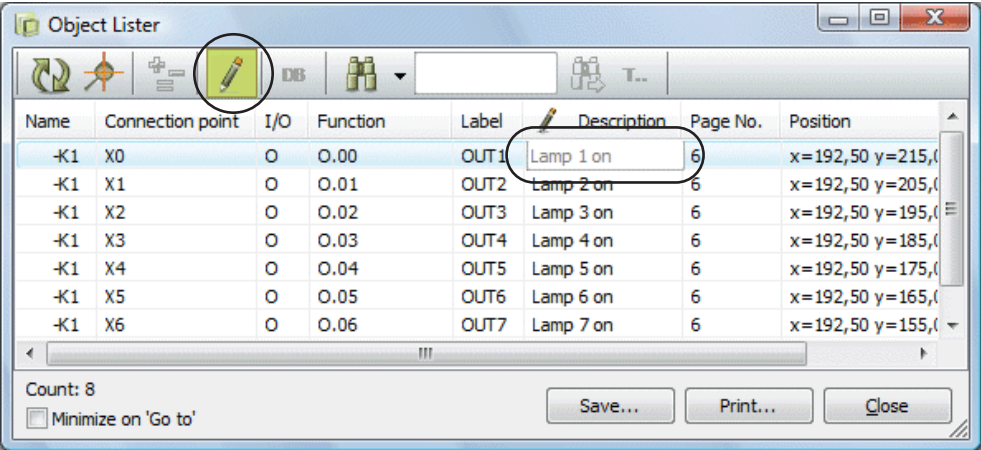 Object Lister
DB T..
Name Connection point I/O Function Label Description Page No. Position
-K1 X0 O O.00 OUT1 Lamp 1 on 6 x=192,50 y=215,0
-K1 X1 O O.01 OUT2 Lamp 2 on 6 x=192,50 y=205,0
-K1 X2 O O.02 OUT3 Lamp 3 on 6 x=192,50 y=195,0
-K1 X3 O O.03 OUT4 Lamp 4 on 6 x=192,50 y=185,0
-K1 X4 O O.04 OUT5 Lamp 5 on 6 x=192,50 y=175,0
-K1 X5 O O.05 OUT6 Lamp 6 on 6 x=192,50 y=165,0
-K1 X6 O O.06 OUT7 Lamp 7 on 6 x=192,50 y=155,0
Count: 8
Minimize on 'Go to'
Save... Print... Close